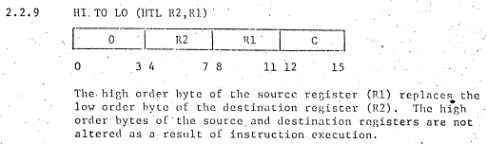 2.2.9 HI TO LO (HTL R2,R1)
0 R2 R1 C
0 3 4 7 8 11 12 15
The high order byte of the source register (R1) replaces the
low order byte of the destination register (R2). The high
order bytes of the source and destination registers are not
altered as a result of instruction execution.